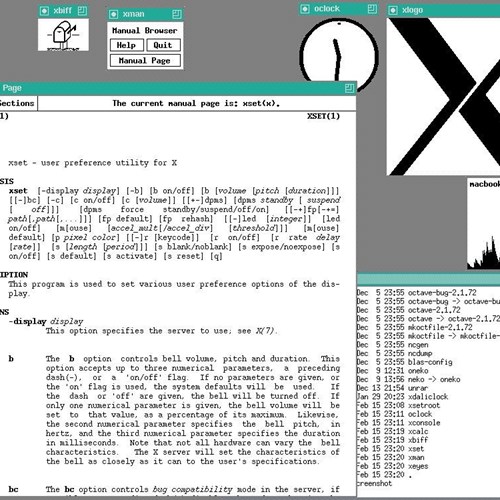 xbiff
xman
oclock
xlogo
Manual Browser
Help
Quit
Manual Page
Page
Sections
The current manual page is: xset(x).
1)
XSET(1)
xset - user preference utility for X
SIS
xset [-display display] [-b] [b on/off] [b [volume [pitch [duration]]]
[[-]bc] [-c] [c on/off] [c [volume]] [[+-]dpms] [dpms standby [ suspend
[ off]]] [dpms force standby/suspend/off/on] [[-+]fp[-+=]
path[,path[,...]]] [fp default] [fp rehash] [[-]led [integer]] [led
on/off] [m[ouse] [accel_mult[/accel_div] [threshold]]] [m[ouse]
default] [p pixel color] [[-]r [keycode]] [r on/off] [r rate delay
[rate]] [s [length [period]]] [s blank/noblank] [s expose/noexpose] [s
on/off] [s default] [s activate] [s reset] [q]
IPTION
This program is used to set various user preference options of the dis-
play.
NS
-display display
This option specifies the server to use; see X(7).
b The b option controls bell volume, pitch and duration. This
option accepts up to three numerical parameters, a preceding
dash(-), or a 'on/off' flag. If no parameters are given, or
the 'on' flag is used, the system defaults will be used. If
the dash or 'off' are given, the bell will be turned off. If
only one numerical parameter is given, the bell volume will be
set to that value, as a percentage of its maximum. Likewise,
the second numerical parameter specifies the bell pitch, in
hertz, and the third numerical parameter specifies the duration
in milliseconds. Note that not all hardware can vary the bell
characteristics. The X server will set the characteristics of
the bell as closely as it can to the user's specifications.
bc The bc option controls bug compatibility mode in the server, if
macbook
Dec 5 23:55 octave-bug-2.1.72
Dec 5 23:55 octave-bug -> octave-bu
Dec 5 23:55 octave-2.1.72
Dec 5 23:55 octave -> octave-2.1.72
Dec 5 23:55 mkoctfile-2.1.72
Dec 5 23:55 mkoctfile -> mkoctfile-
Dec 5 23:55 ncgen
Dec 5 23:55 ncdump
Dec 5 23:55 blas-config
Dec 9 12:31 oneko
Dec 9 13:56 neko -> oneko
Dec 13 21:54 unrar
Jan 29 20:23 xdaliclock
Feb 15 23:08 xsetroot
Feb 15 23:11 oclock
Feb 15 23:11 xconsole
Feb 15 23:19 xcalc
Feb 15 23:19 xbiff
Feb 15 23:20 xset
Feb 15 23:20 xman
Feb 15 23:20 xeyes
Feb 15 23:20 .
creenshot